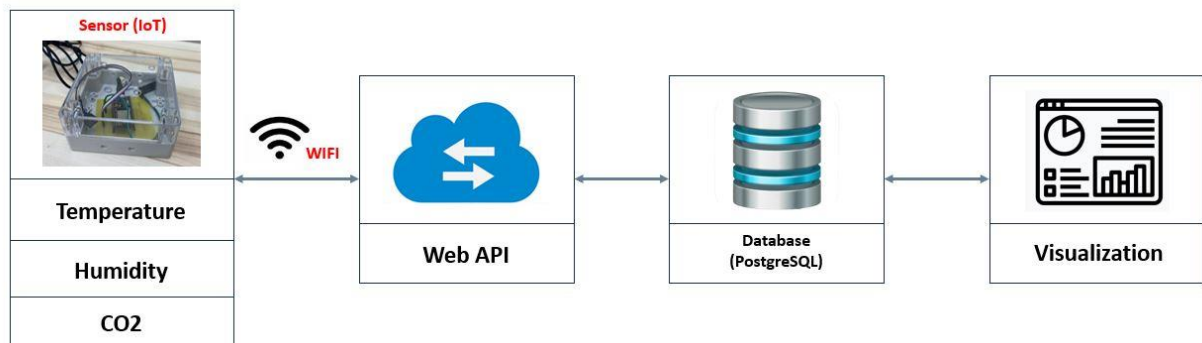 Sensor (IoT)
WIFI
Temperature
Humidity
CO2
Web API
Database
(PostgreSQL)
Visualization